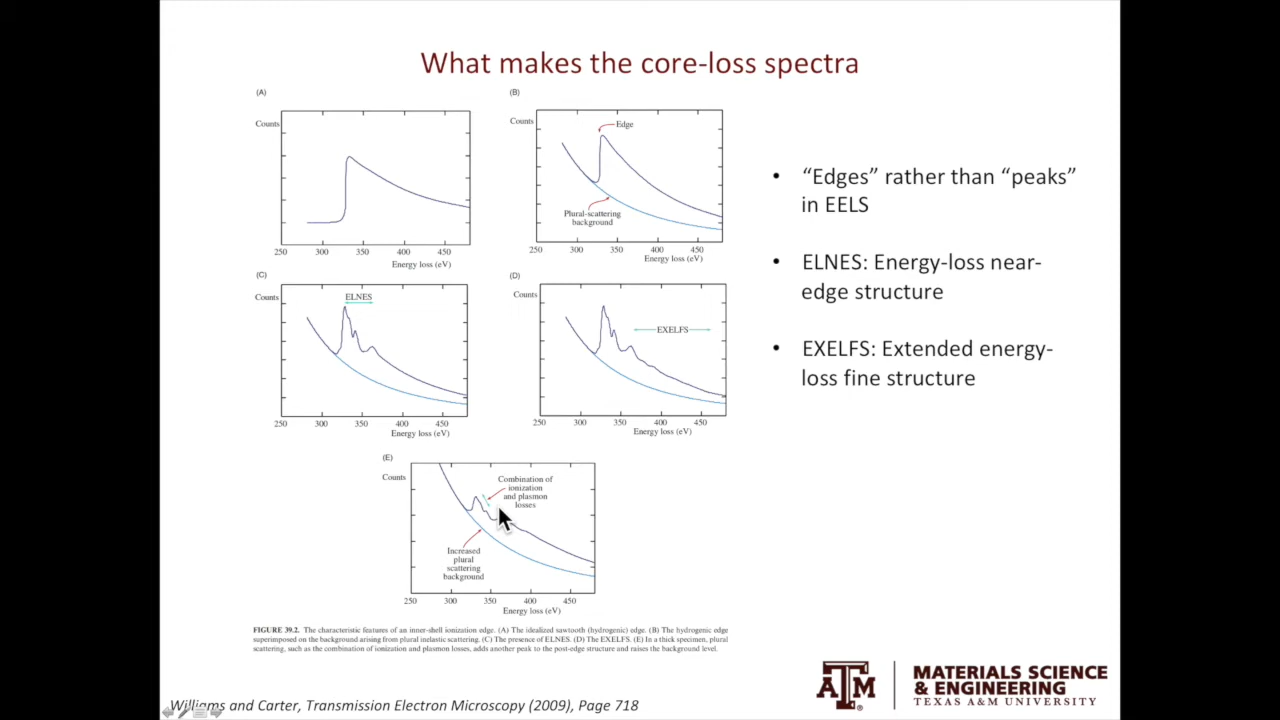 What makes the core-loss spectra
(A)
Counts
250 300 350 400 450
Energy loss (eV)
(B)
Counts
Edge
Plural-scattering
background
250 300 350 400 450
Energy loss (eV)
(C)
Counts
ELNES
250 300 350 400 450
Energy loss (eV)
(D)
Counts
EXELFS
250 300 350 400 450
Energy loss (eV)
(E)
Counts
Combination of
ionization
and plasmon
losses
Increased
plural
scattering
background
250 300 350 400 450
Energy loss (eV)
• “Edges” rather than “peaks”
in EELS
• ELNES: Energy-loss near-
edge structure
• EXELFS: Extended energy-
loss fine structure
FIGURE 39.2. The characteristic features of an inner-shell ionization edge. (A) The idealized sawtooth (hydrogenic) edge. (B) The hydrogenic edge
superimposed on the background arising from plural inelastic scattering. (C) The presence of ELNES. (D) The EXELFS. (E) In a thick specimen, plural
scattering, such as the combination of ionization and plasmon losses, adds another peak to the post-edge structure and raises the background level.
Williams and Carter, Transmission Electron Microscopy (2009), Page 718
ATM
MATERIALS SCIENCE
& ENGINEERING
TEXAS A&M UNIVERSITY